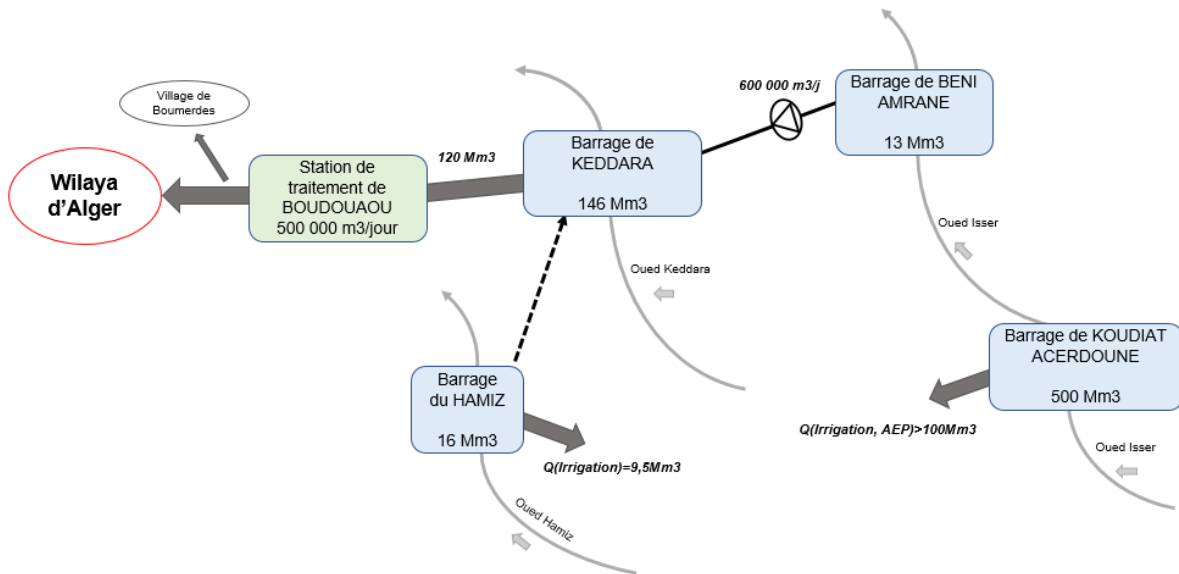 Village de
Boumerdes
Wilaya
d'Alger
Station de
traitement de
BOUDOUAOU
500 000 m3/jour
120 Mm3
Barrage de
KEDDARA
146 Mm3
600 000 m3/j
Barrage de BENI
AMRANE
13 Mm3
Oued Isser
Oued Keddara
Barrage
du HAMIZ
16 Mm3
Q(Irrigation)=9,5Mm3
Oued Hamiz
Barrage de KOUDIAT
ACERDOUNE
500 Mm3
Q(Irrigation, AEP)>100Mm3
Oued Isser